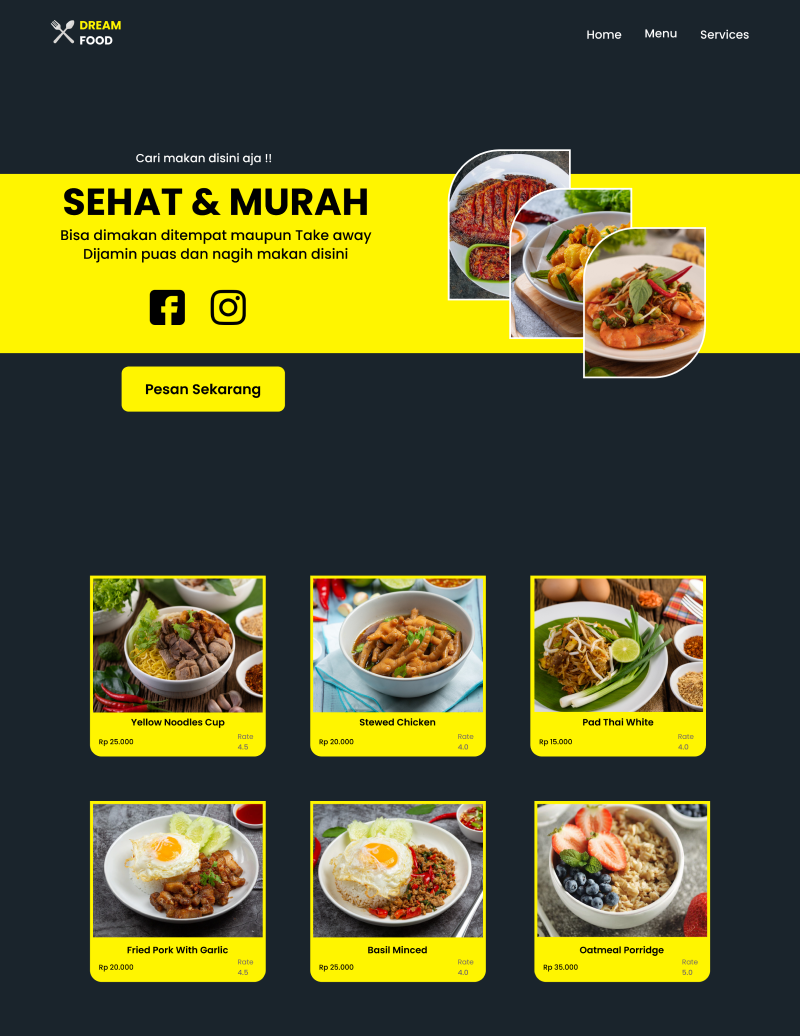 DREAM
FOOD
Home
Menu
Services
Cari makan disini aja !!
SEHAT & MURAH
Bisa dimakan ditempat maupun Take away
Dijamin puas dan nagih makan disini
Pesan Sekarang
Yellow Noodles Cup
Rp 25.000
Rate
4.5
Stewed Chicken
Rp 20.000
Rate
4.0
Pad Thai White
Rp 15.000
Rate
4.0
Fried Pork With Garlic
Rp 20.000
Rate
4.5
Basil Minced
Rp 25.000
Rate
4.0
Oatmeal Porridge
Rp 35.000
Rate
5.0